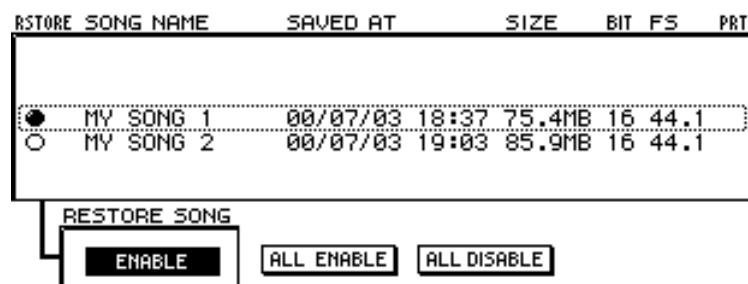 RSTORE SONG NAME SAVED AT SIZE BIT FS PRT
MY SONG 1 00/07/03 18:37 75.4MB 16 44.1
MY SONG 2 00/07/03 19:03 85.9MB 16 44.1
RESTORE SONG
ENABLE ALL ENABLE ALL DISABLE